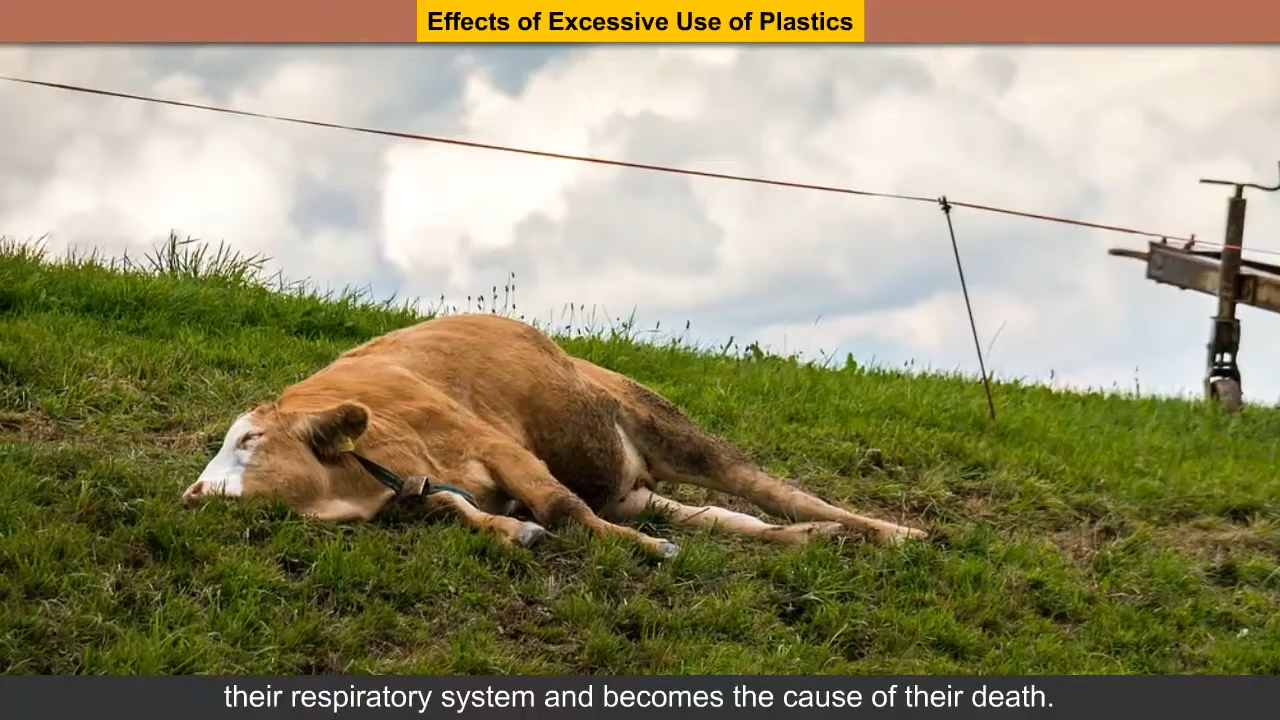 Effects of Excessive Use of Plastics
their respiratory system and becomes the cause of their death.